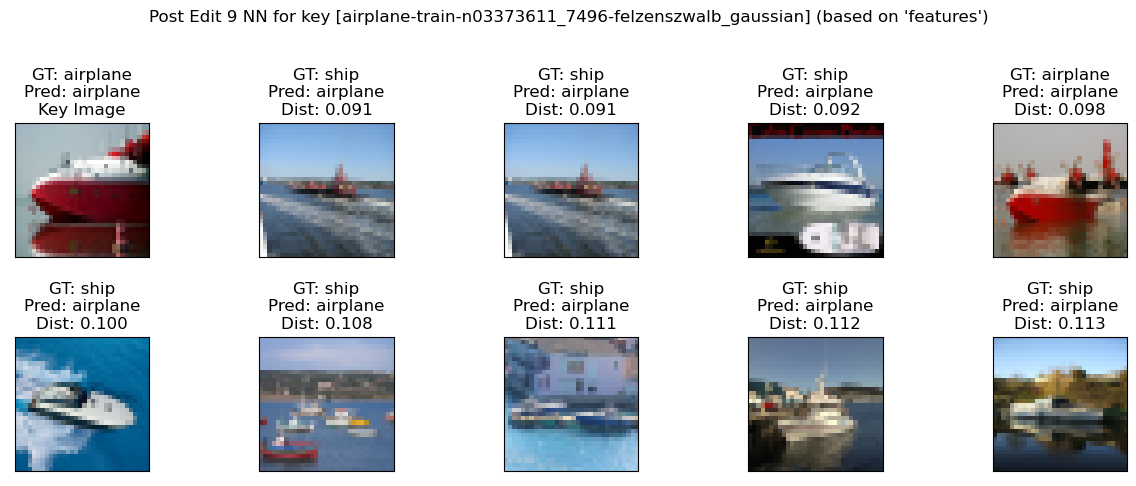 Post Edit 9 NN for key [airplane-train-n03373611_7496-felzenszwalb_gaussian] (based on 'features')
GT: airplane
Pred: airplane
Key Image
GT: ship
Pred: airplane
Dist: 0.091
GT: ship
Pred: airplane
Dist: 0.091
GT: ship
Pred: airplane
Dist: 0.092
GT: airplane
Pred: airplane
Dist: 0.098
GT: ship
Pred: airplane
Dist: 0.100
GT: ship
Pred: airplane
Dist: 0.108
GT: ship
Pred: airplane
Dist: 0.111
GT: ship
Pred: airplane
Dist: 0.112
GT: ship
Pred: airplane
Dist: 0.113